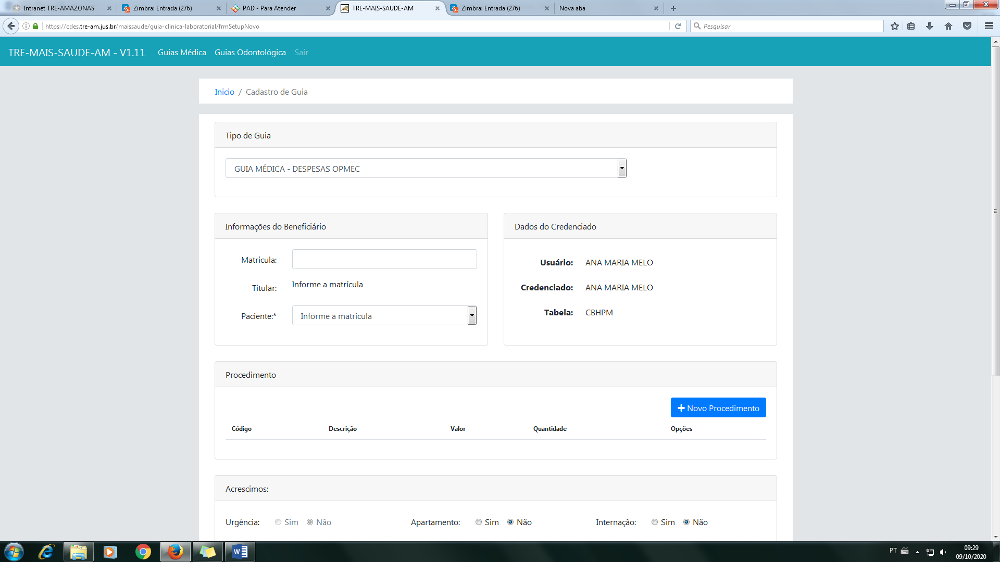 Intranet TRE-AMAZONAS
Zimbra: Entrada (276)
PAD - Para Atender
TRE-MAIS-SAUDE-AM
Zimbra: Entrada (276)
Nova aba
https://cdes.tre-am.jus.br/maissaude/guia-clinica-laboratorial/frmSetupNovo
Pesquisar
TRE-MAIS-SAUDE-AM - V1.11 Guias Médica Guias Odontológica Sair
Inicio / Cadastro de Guia
Tipo de Guia
GUIA MÉDICA - DESPESAS OPMEC
Informações do Beneficiário
Matricula:
Titular: Informe a matrícula
Paciente:* Informe a matrícula
Dados do Credenciado
Usuário: ANA MARIA MELO
Credenciado: ANA MARIA MELO
Tabela: CBHPM
Procedimento
Novo Procedimento
Código Descrição Valor Quantidade Opções
Acrescimos:
Urgência: Sim Não Apartamento: Sim Não Internação: Sim Não
PT
09:29
09/10/2020